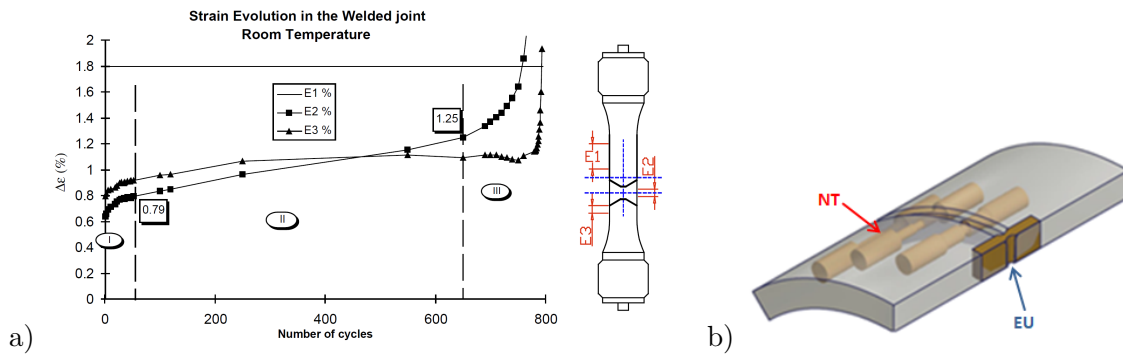 Strain Evolution in the Welded joint
Room Temperature
2
1.8
1.6
1.4
1.2
1
0.8
0.6
0.4
0.2
0
Δε (%)
E1 %
E2 %
E3 %
1.25
0.79
I
II
III
0
200
400
600
800
Number of cycles
E1
E2
E3
a)
NT
EU
b)